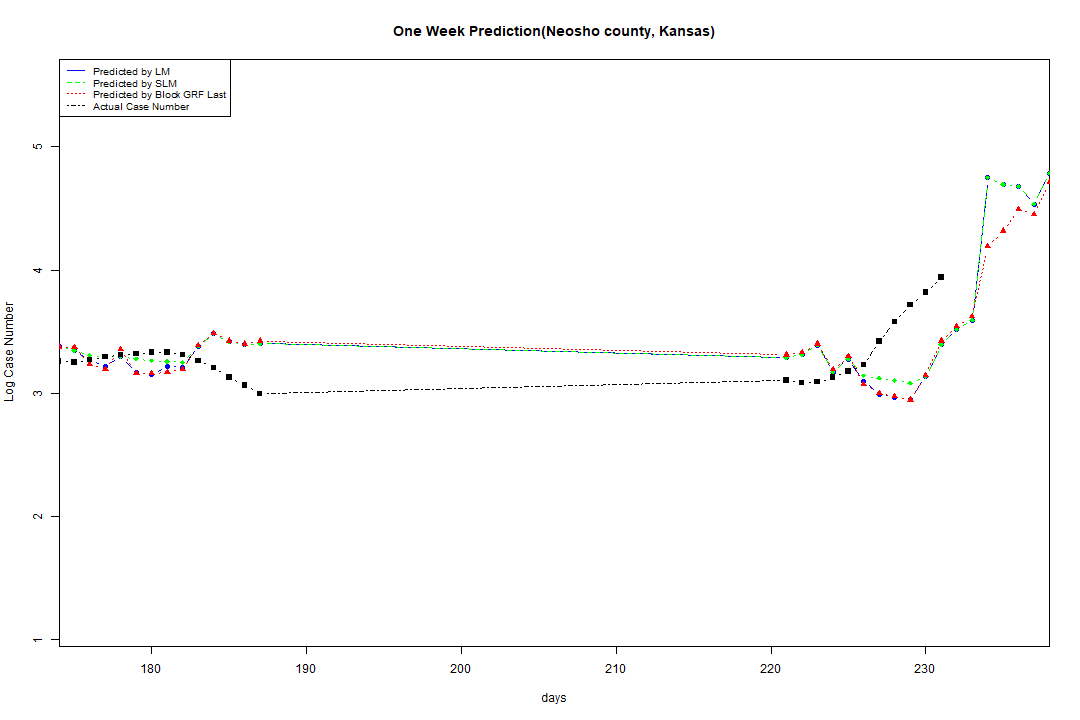 One Week Prediction(Neosho county, Kansas)
Predicted by LM
Predicted by SLM
Predicted by Block GRF Last
Actual Case Number
5
4
3
2
1
Log Case Number
180
190
200
210
220
230
days